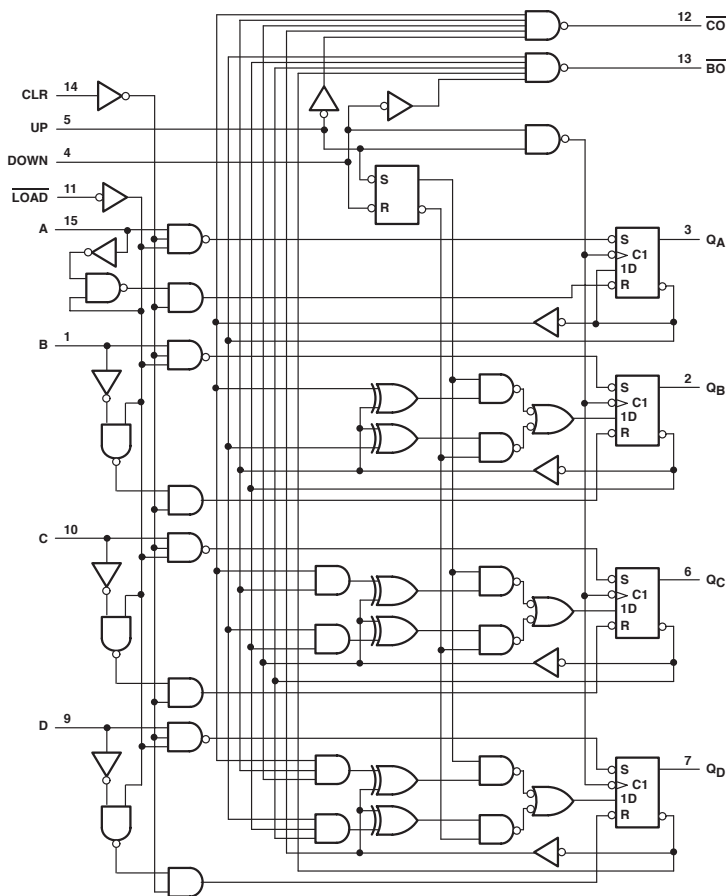 12 CO
13 BO
CLR 14
UP 5
DOWN 4
LOAD 11
S
R
A 15
S
C1
1D
R
3 QA
B 1
S
C1
1D
R
2 QB
C 10
S
C1
1D
R
6 QC
D 9
S
C1
1D
R
7 QD